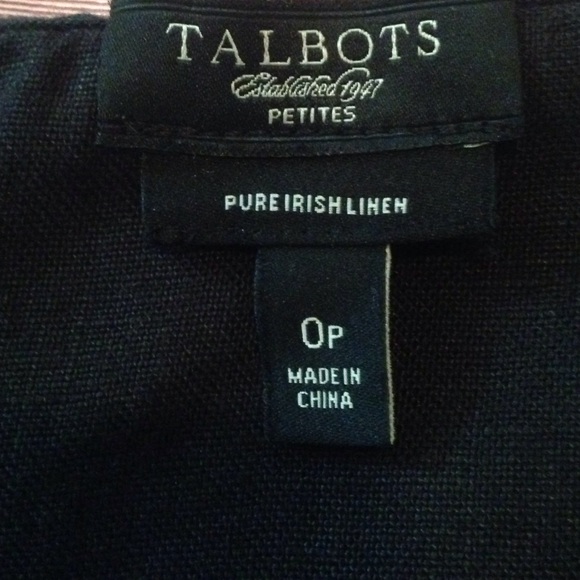 TALBOTS
Established 1947
PETITES
PURE IRISH LINEN
0P
MADE IN
CHINA